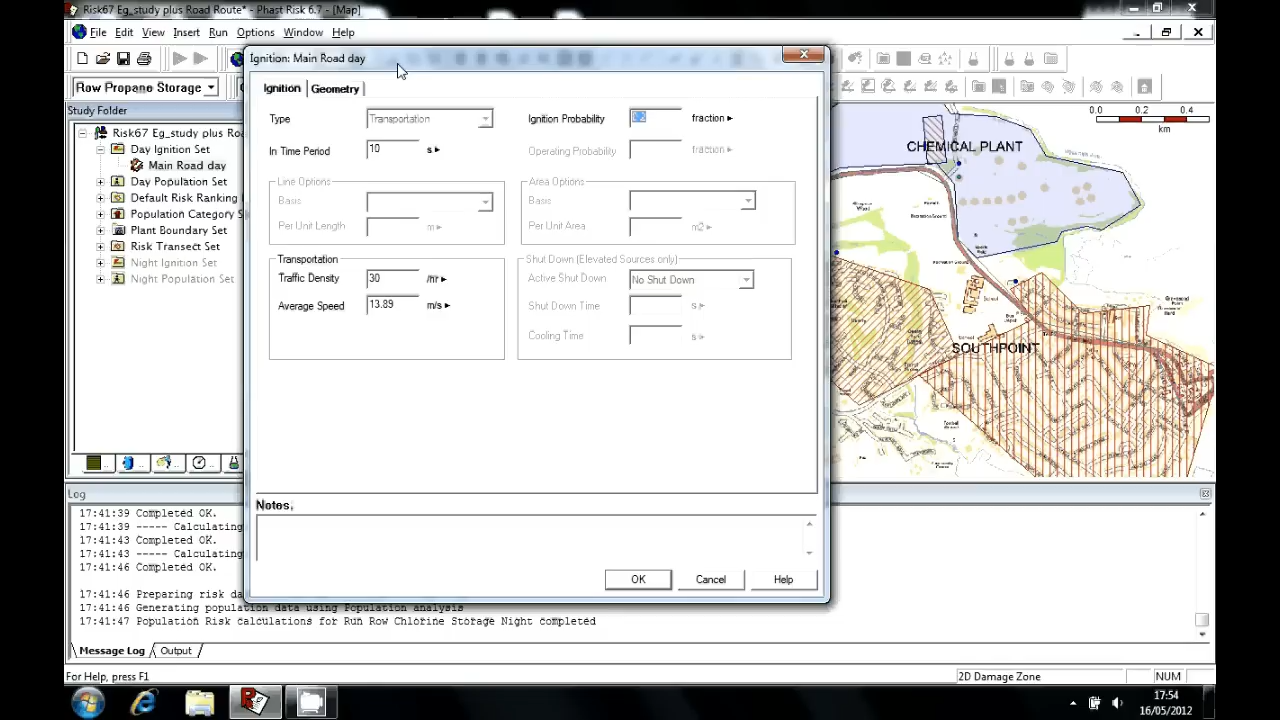 Risk67 Eg_study plus Road Route* - Phast Risk 6.7 - [Map]
File Edit View Insert Run Options Window Help
Raw Propane Storage
Study Folder
Risk67 Eg_study plus Roa
Day Ignition Set
Main Road day
Day Population Set
Default Risk Ranking
Population Category S
Plant Boundary Set
Risk Transect Set
Night Ignition Set
Night Population Set
Ignition: Main Road day
Ignition Geometry
Type Transportation Ignition Probability fraction
In Time Period 10 s Operating Probability fraction
Line Options Area Options
Basic Basic
Per Unit Length m Per Unit Area m2
Transportation Shut Down (Elevated Sources only)
Traffic Density 30 /hr Active Shut Down No Shut Down
Average Speed 13.89 m/s Shut Down Time s
Cooling Time s
Notes,
OK Cancel Help
0.0 0.2 0.4
km
CHEMICAL PLANT
SOUTHPOINT
Log
17:41:39 Completed OK.
17:41:39 ----- Calculating
17:41:43 Completed OK.
17:41:43 ----- Calculating
17:41:46 Completed OK.
17:41:46 Preparing risk da
17:41:46 Generating population data using Population analysis
17:41:47 Population Risk calculations for Run Row Chlorine Storage Night completed
Message Log Output
For Help, press F1 2D Damage Zone NUM
17:54
16/05/2012